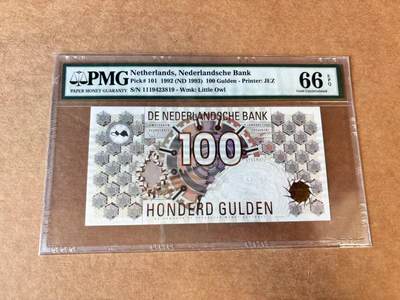 PMG
PAPER MONEY GUARANTY
Netherlands, Nederlandsche Bank
Pick# 101 1992 (ND 1993) 100 Gulden - Printer: JEZ
S/N 1119423819 - Wmk: Little Owl
66 EPQ
Gem Uncirculated
DE NEDERLANDSCHE BANK
100
HONDERD GULDEN